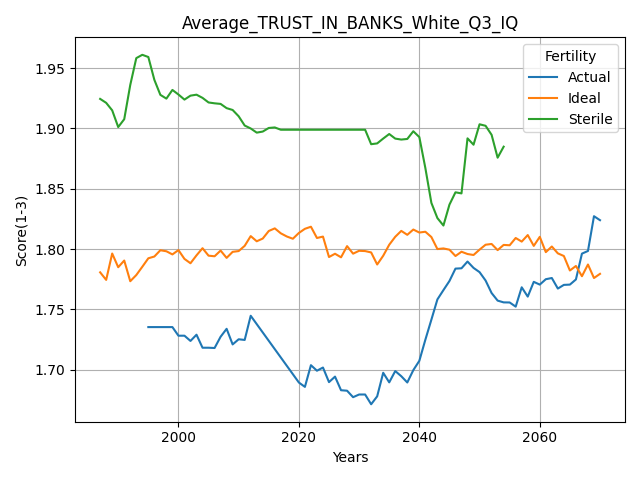 Average_TRUST_IN_BANKS_White_Q3_IQ
Fertility
Actual
Ideal
Sterile
Score(1-3)
1.95
1.90
1.85
1.80
1.75
1.70
2000
2020
2040
2060
Years